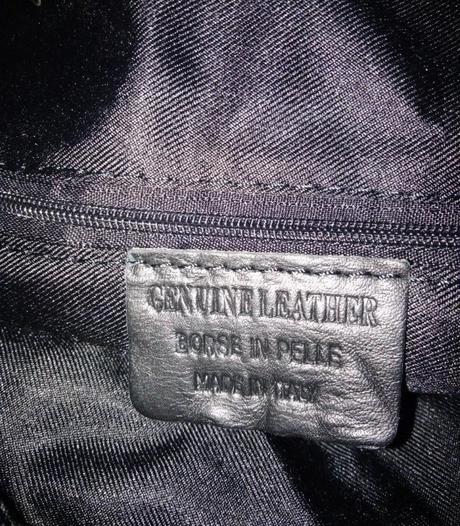 GENUINE LEATHER
BORSE IN PELLE
MADE IN ITALY